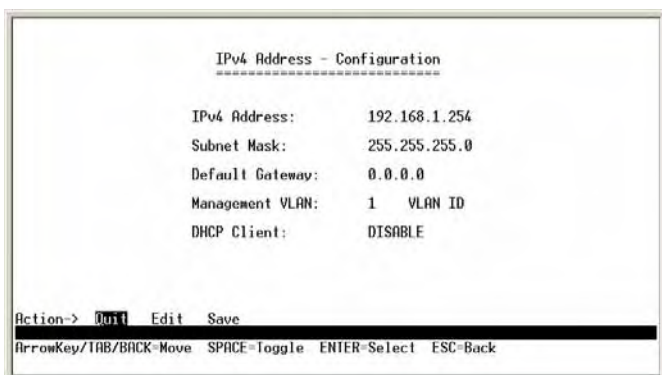 IPv4 Address - Configuration
============================
IPv4 Address: 192.168.1.254
Subnet Mask: 255.255.255.0
Default Gateway: 0.0.0.0
Management VLAN: 1 VLAN ID
DHCP Client: DISABLE
Action-> Quit Edit Save
ArrowKey/TAB/BACK=Move SPACE=Toggle ENTER=Select ESC=Back